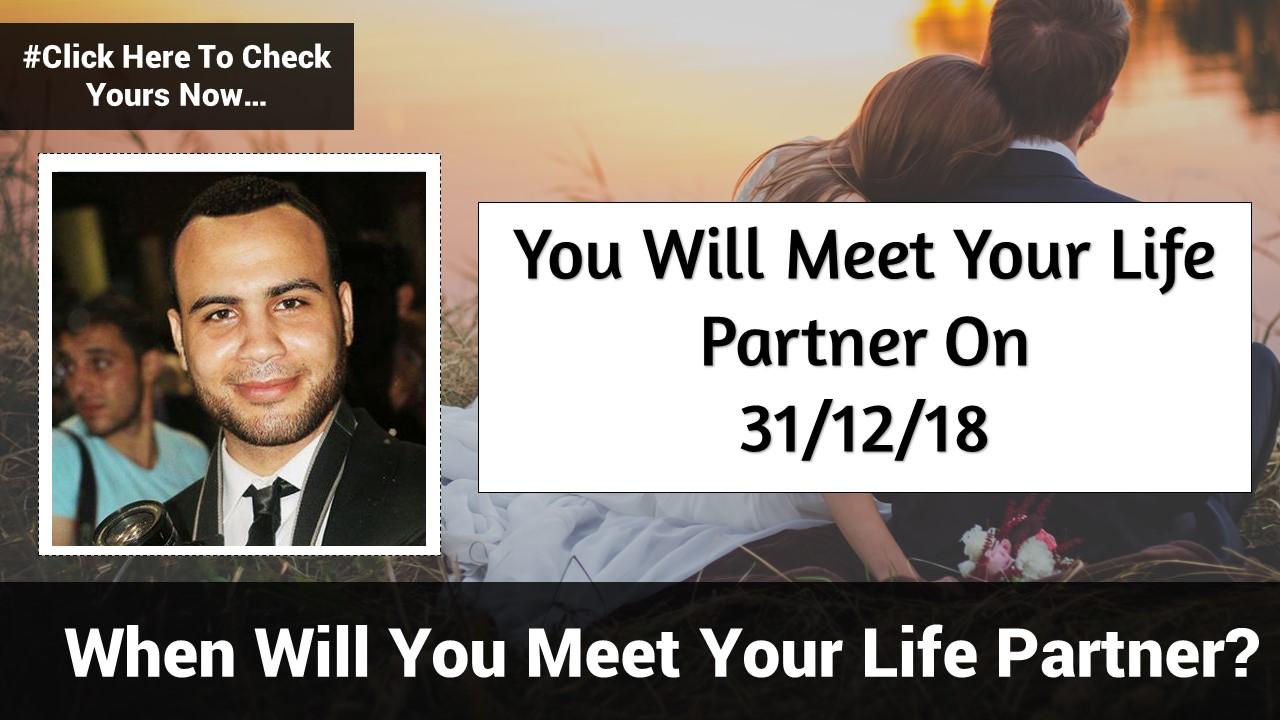 #Click Here To Check
Yours Now...
You Will Meet Your Life
Partner On
31/12/18
When Will You Meet Your Life Partner?